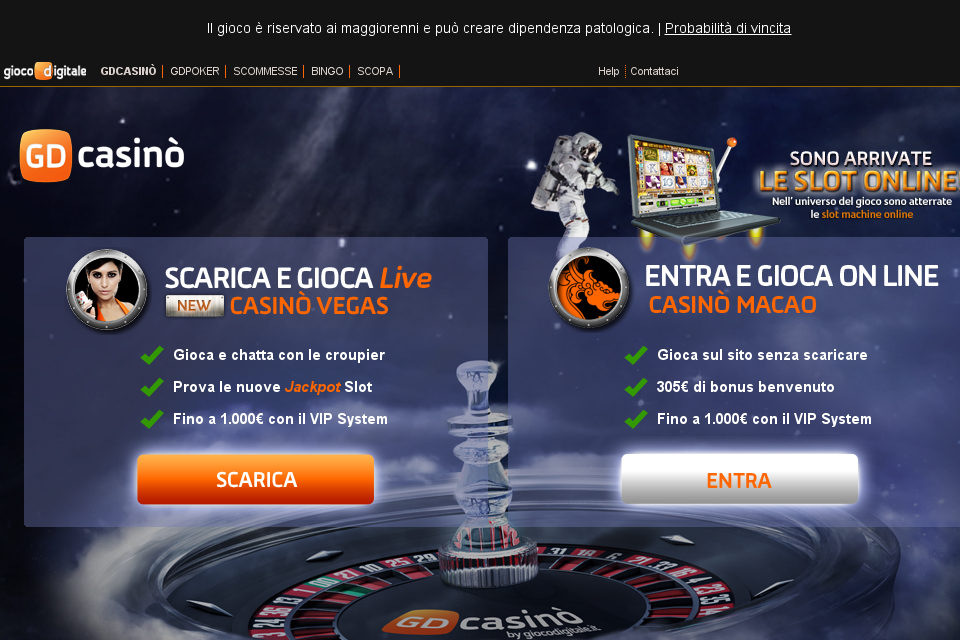 Il gioco è riservato ai maggiorenni e può creare dipendenza patologica. | Probabilità di vincita
gioco digitale GDCASINÒ | GDPOKER | SCOMMESSE | BINGO | SCOPA | Help Contattaci
GD casinò
SONO ARRIVATE
LE SLOT ONLINE
Nell' universo del gioco sono atterrate
le slot machine online
SCARICA E GIOCA Live
NEW CASINÒ VEGAS
Gioca e chatta con le croupier
Prova le nuove Jackpot Slot
Fino a 1.000€ con il VIP System
SCARICA
ENTRA E GIOCA ON LINE
CASINÒ MACAO
Gioca sul sito senza scaricare
305€ di bonus benvenuto
Fino a 1.000€ con il VIP System
ENTRA
GD casinò
by giocodigitale.it